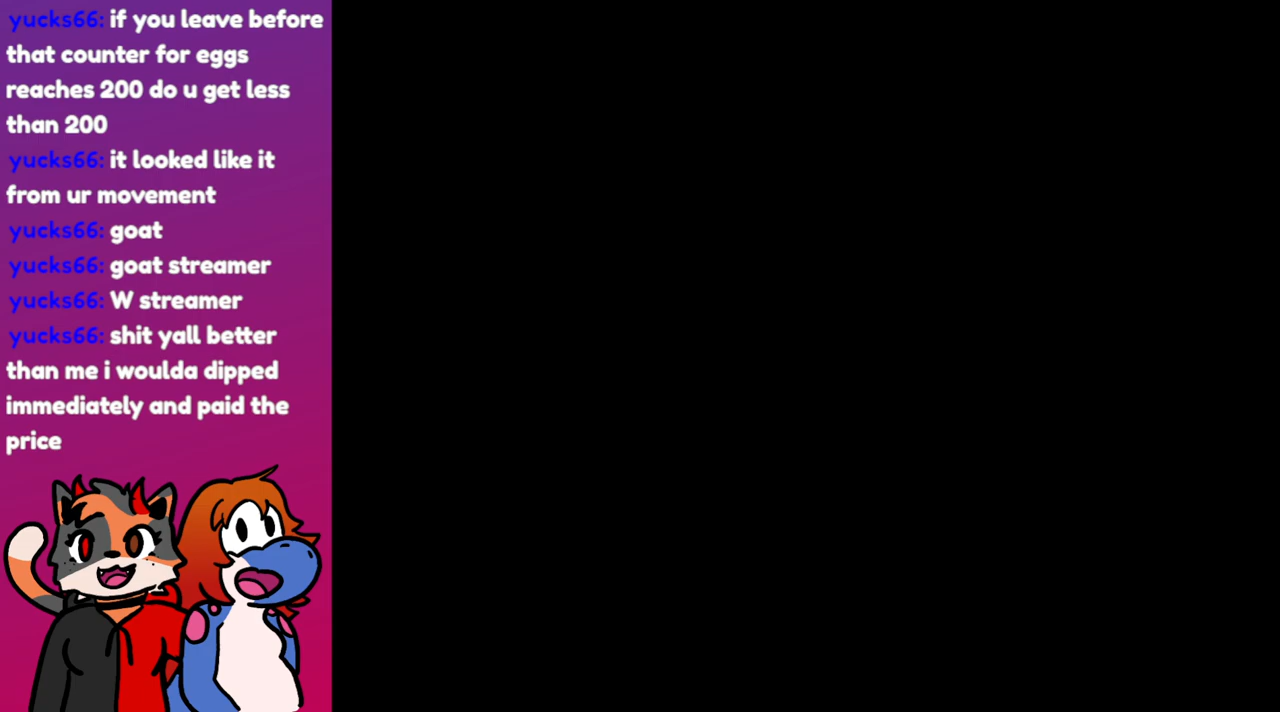 yucks66: if you leave before
that counter for eggs
reaches 200 do u get less
than 200
yucks66: it looked like it
from ur movement
yucks66: goat
yucks66: goat streamer
yucks66: W streamer
yucks66: shit yall better
than me i woulda dipped
immediately and paid the
price